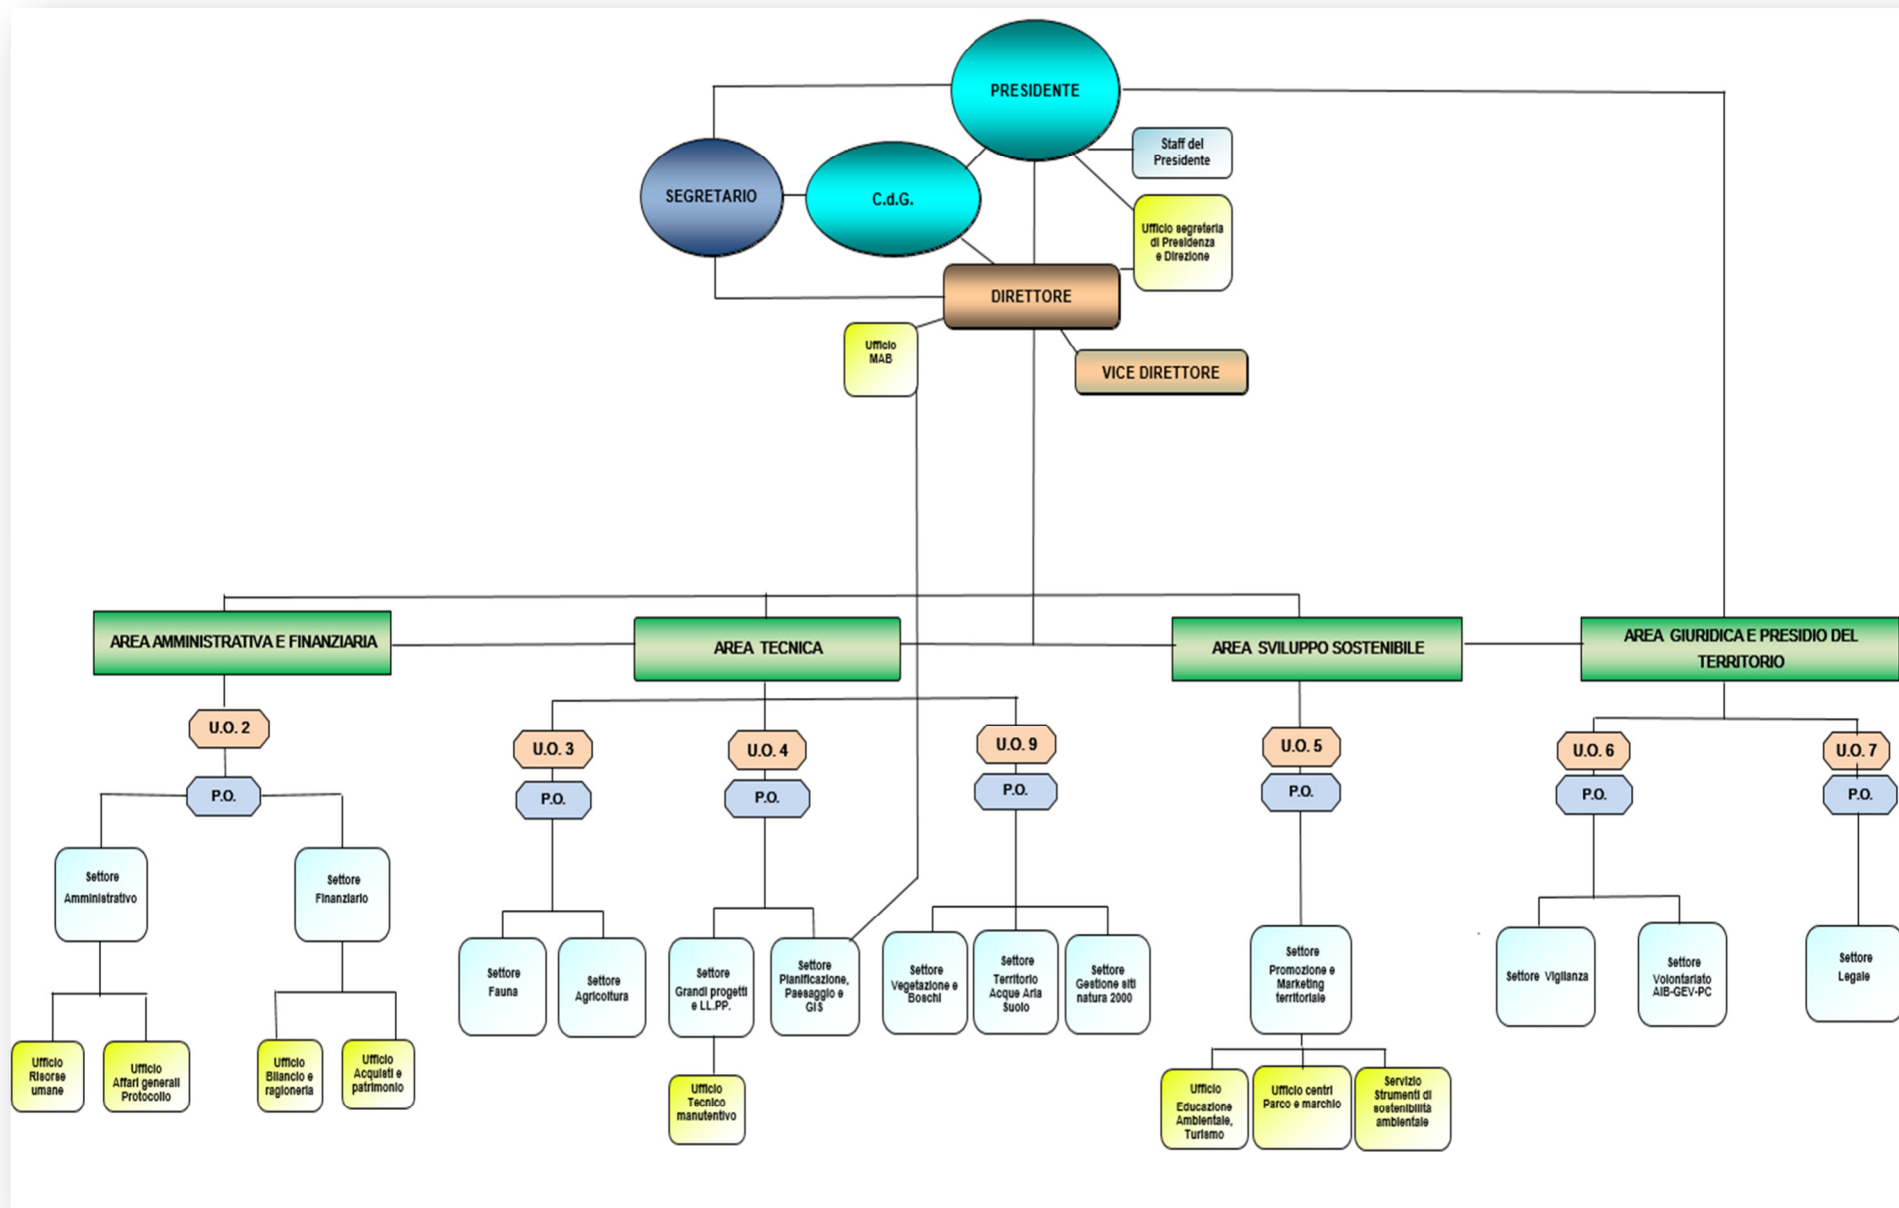 PRESIDENTE
Staff del
Presidente
SEGRETARIO
C.d.G.
Ufficio segreteria
di Presidenza
e Direzione
DIRETTORE
Ufficio
MAB
VICE DIRETTORE
AREA AMMINISTRATIVA E FINANZIARIA
AREA TECNICA
AREA SVILUPPO SOSTENIBILE
AREA GIURIDICA E PRESIDIO DEL
TERRITORIO
U.O. 2
U.O. 3
U.O. 4
U.O. 9
U.O. 5
U.O. 6
U.O. 7
P.O.
P.O.
P.O.
P.O.
P.O.
P.O.
P.O.
Settore
Amministrativo
Settore
Finanziario
Settore
Fauna
Settore
Agricoltura
Settore
Grandi progetti
e LL.PP.
Settore
Planificazione,
Paesaggio e
GIS
Settore
Vegetazione e
Boschi
Settore
Territorio
Acque Aria
Suolo
Settore
Gestione siti
natura 2000
Settore
Promozione e
Marketing
territoriale
Settore Vigilanza
Settore
Volontariato
AIB-GEV-PC
Settore
Legale
Ufficio
Risorse
umane
Ufficio
Affari generali
Protocollo
Ufficio
Bilancio e
ragioneria
Ufficio
Acquisti e
patrimonio
Ufficio
Tecnico
manutentivo
Ufficio
Educazione
Ambientale,
Turismo
Ufficio centri
Parco e marchio
Servizio
Strumenti di
sostenibilità
ambientale